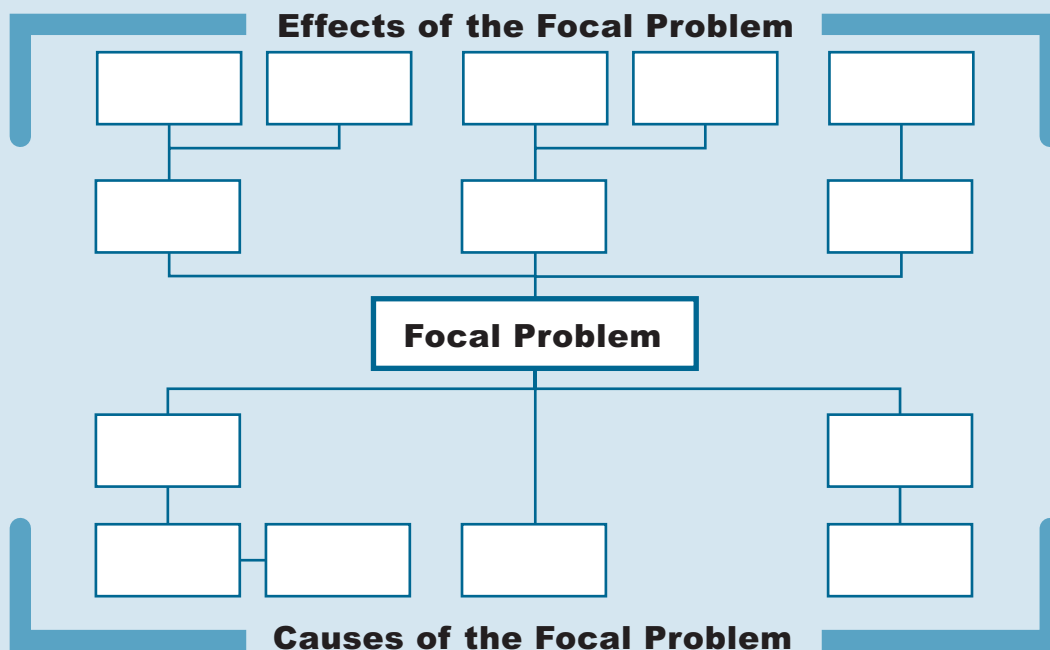 Effects of the Focal Problem
Focal Problem
Causes of the Focal Problem